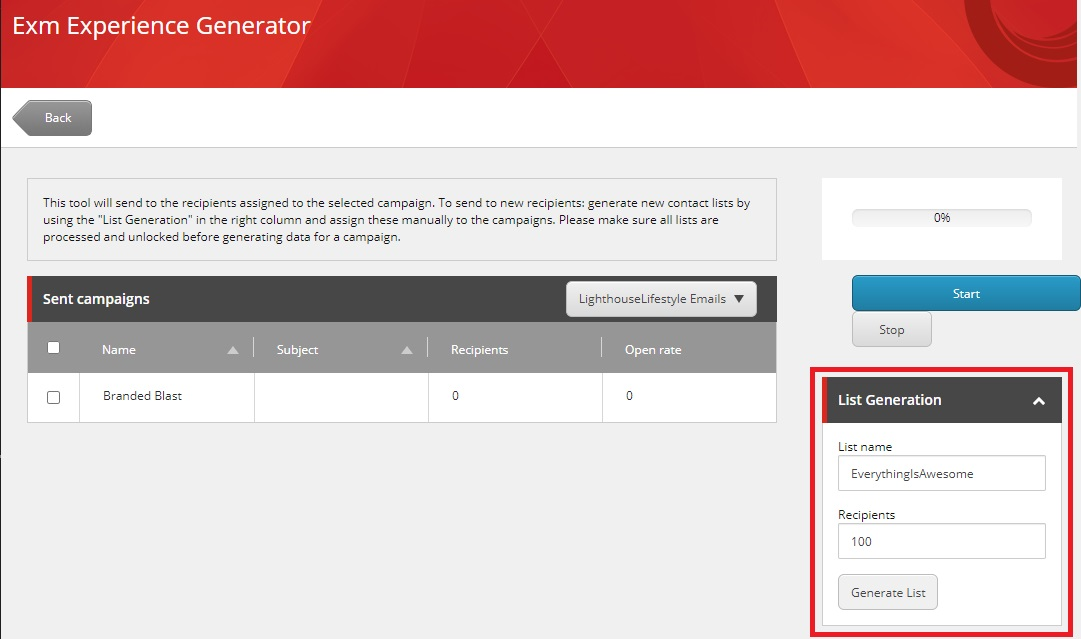 Exm Experience Generator
Back
This tool will send to the recipients assigned to the selected campaign. To send to new recipients: generate new contact lists by
using the "List Generation" in the right column and assign these manually to the campaigns. Please make sure all lists are
processed and unlocked before generating data for a campaign.
0%
Start
Stop
Sent campaigns
LighthouseLifestyle Emails
Name
Subject
Recipients
Open rate
Branded Blast
0
0
List Generation
List name
EverythingIsAwesome
Recipients
100
Generate List